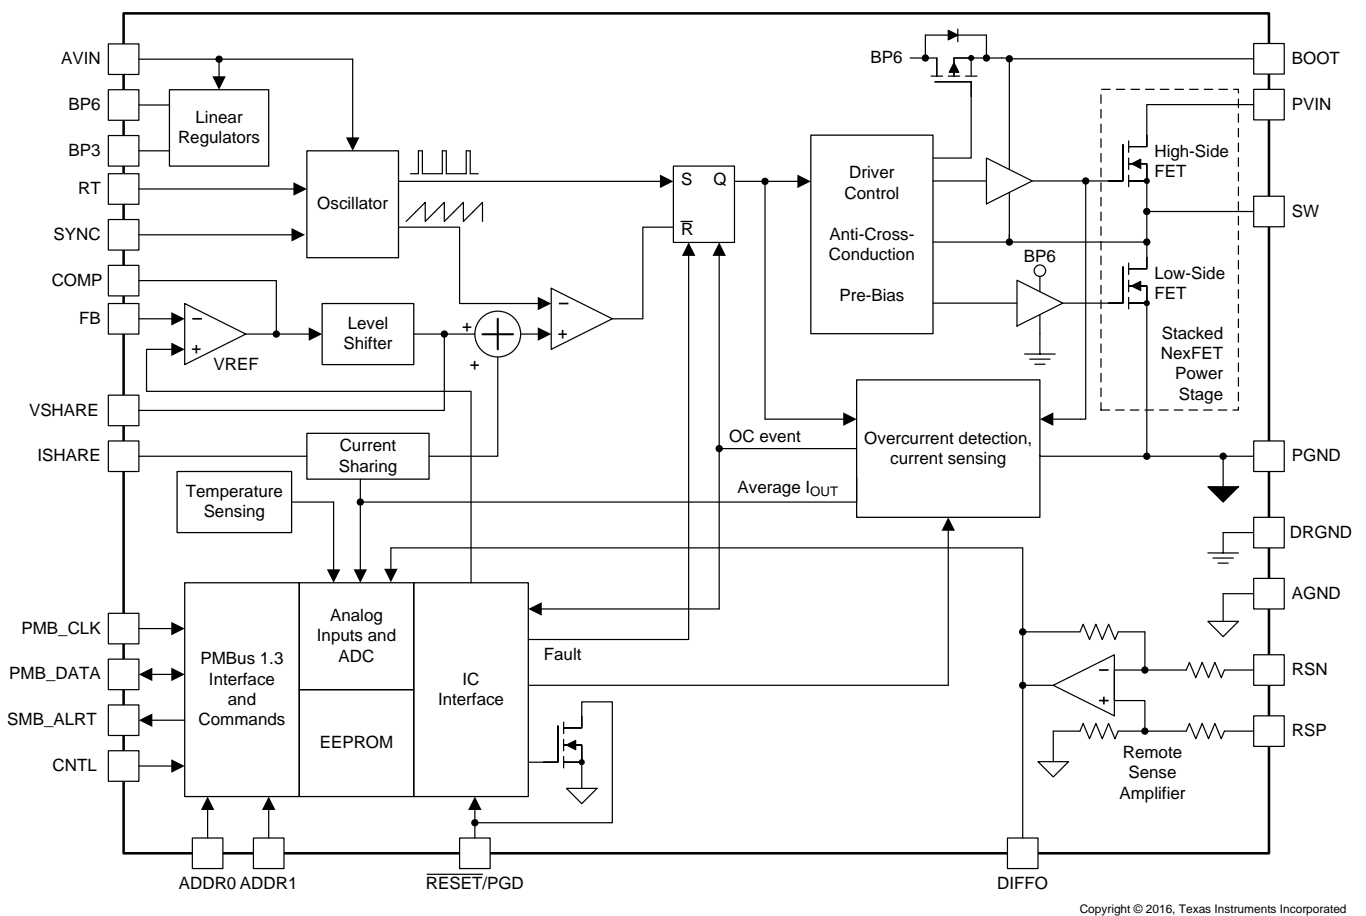 AVIN
BP6
BP3
RT
SYNC
COMP
FB
VSHARE
ISHARE
PMB_CLK
PMB_DATA
SMB_ALRT
CNTL
Linear
Regulators
Oscillator
−
+
VREF
Level
Shifter
+
+
−
+
Current
Sharing
Temperature
Sensing
S Q
R
BP6
Driver
Control
Anti-Cross-
Conduction
Pre-Bias
BP6
High-Side
FET
Low-Side
FET
Stacked
NexFET
Power
Stage
OC event
Average IOUT
Overcurrent detection,
current sensing
PMBus 1.3
Interface
and
Commands
Analog
Inputs and
ADC
EEPROM
IC
Interface
Fault
−
+
Remote
Sense
Amplifier
BOOT
PVIN
SW
PGND
DRGND
AGND
RSN
RSP
ADDR0 ADDR1
RESET/PGD
DIFFO
Copyright © 2016, Texas Instruments Incorporated